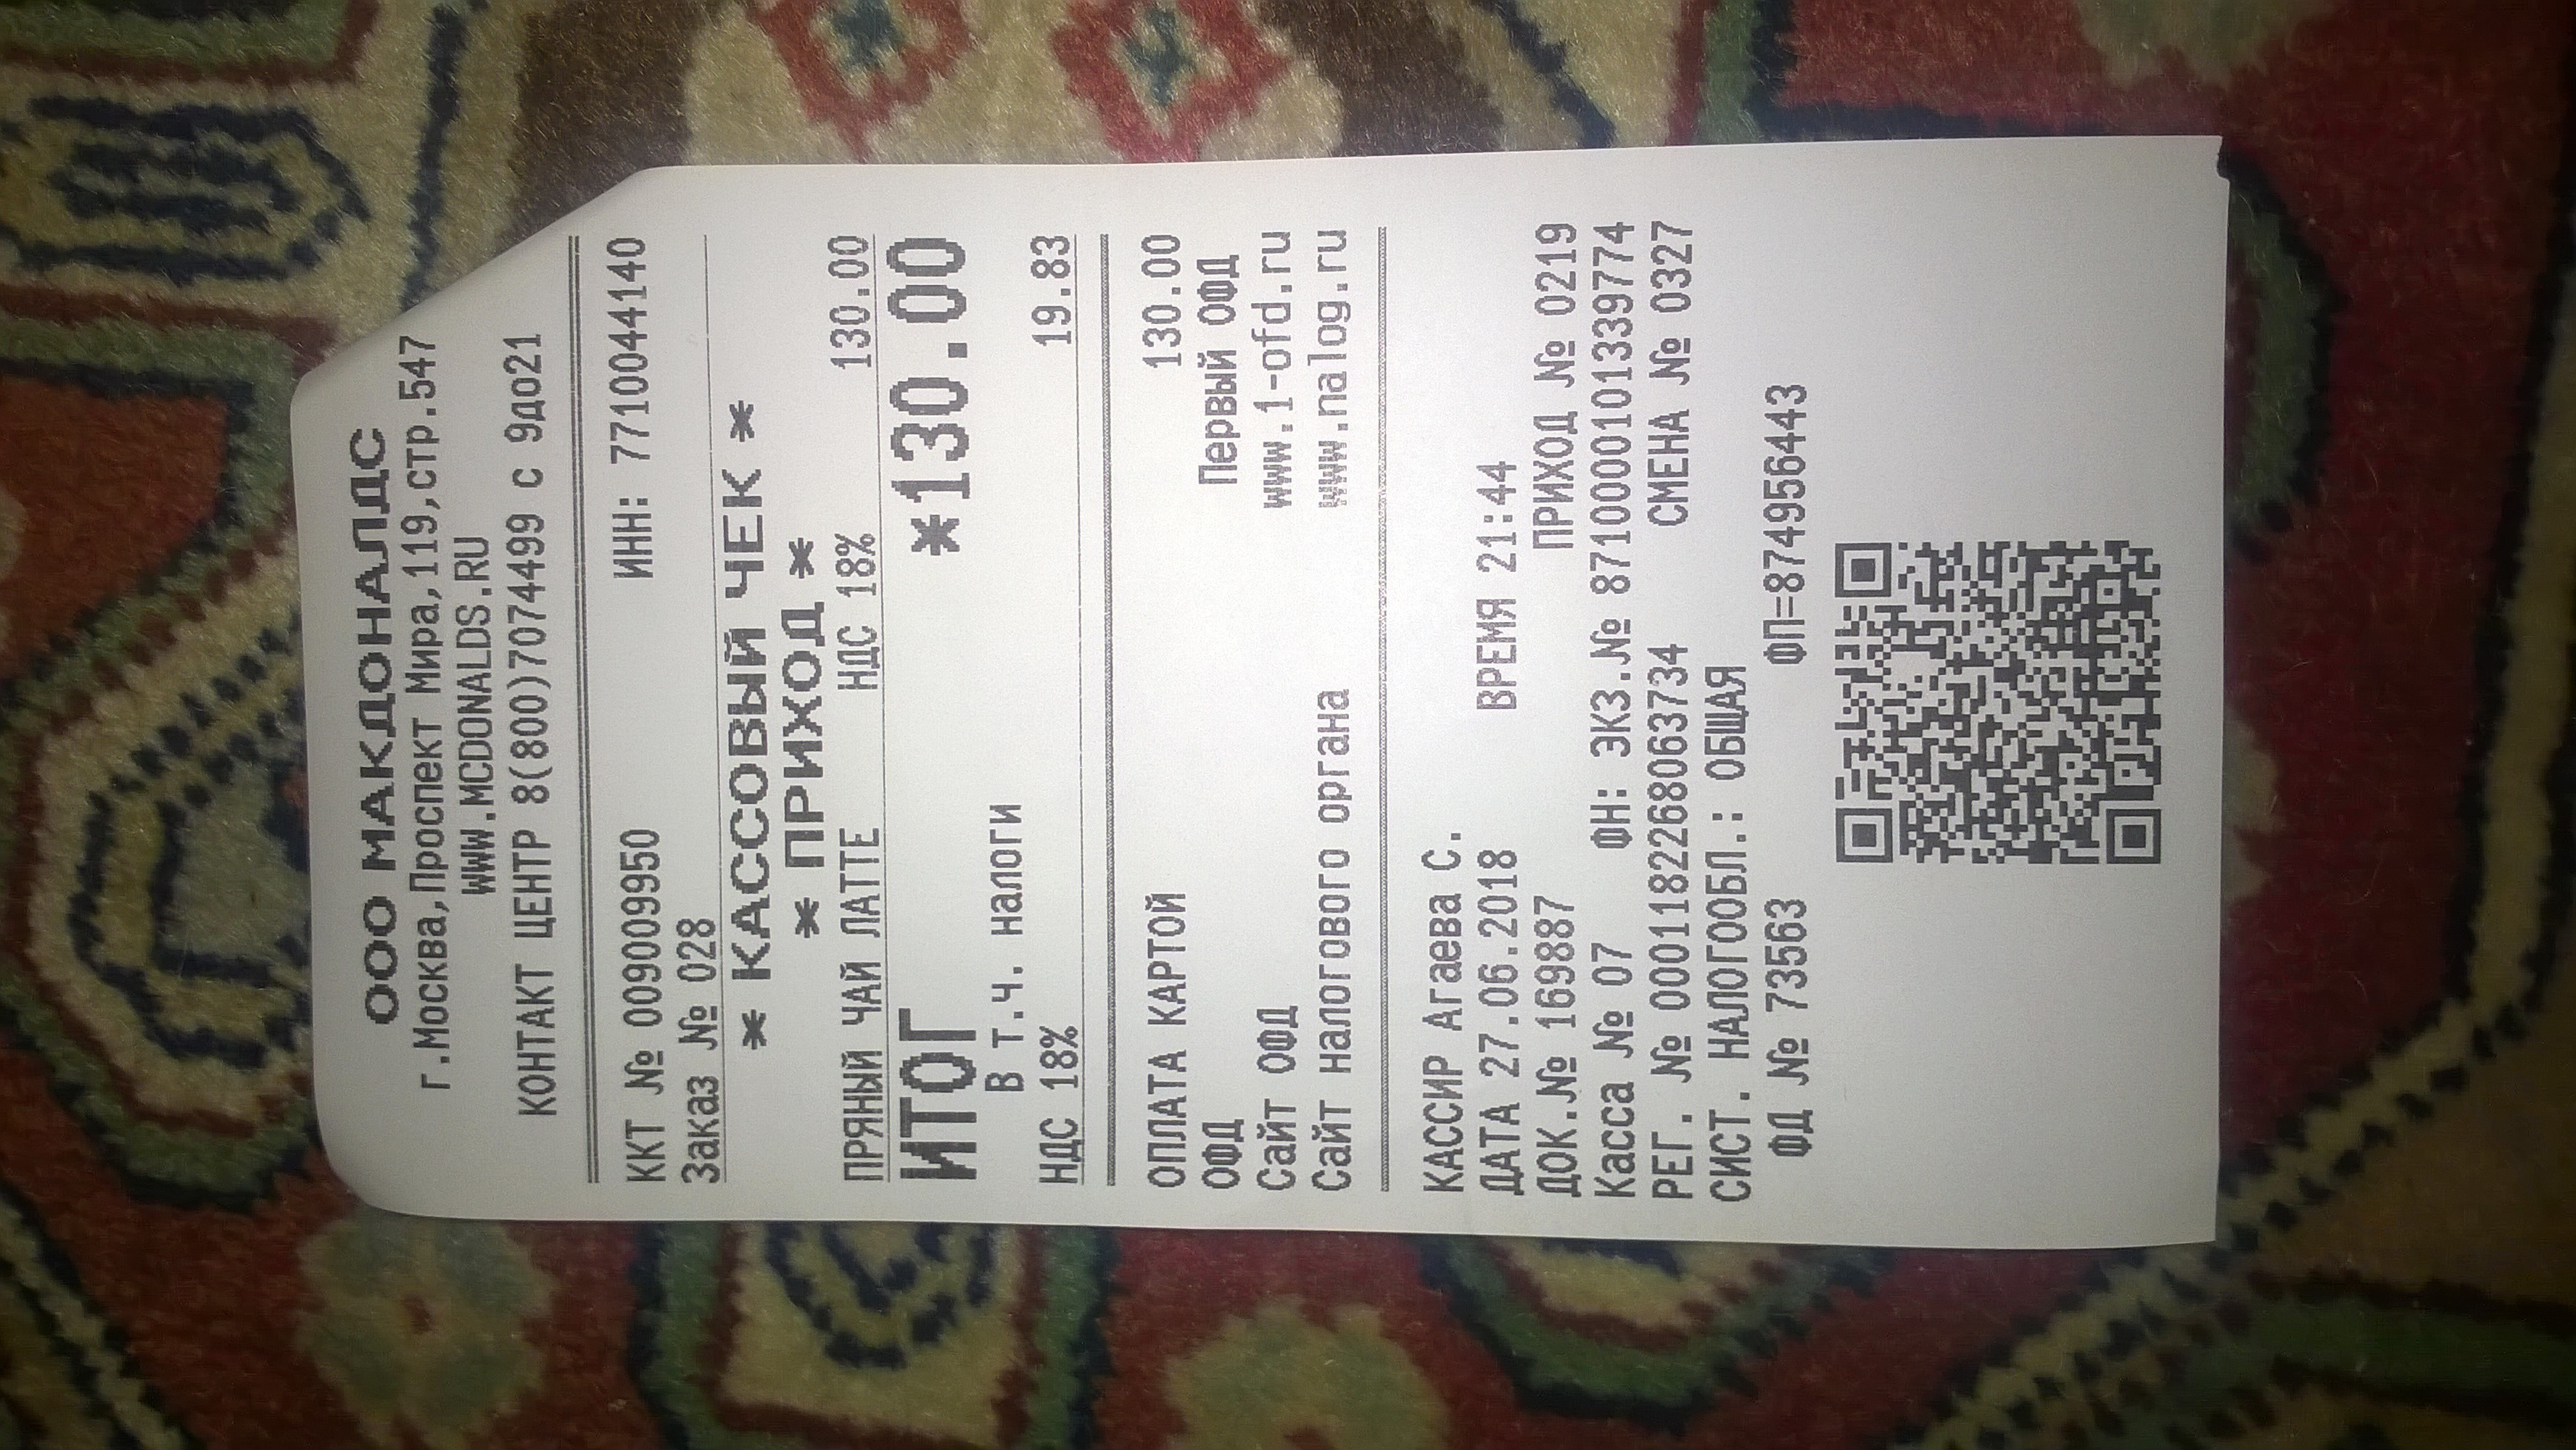 ООО МАКДОНАЛДС
г.Москва,Проспект Мира,119,стр.547
WWW.MCDONALDS.RU
КОНТАКТ ЦЕНТР 8(800)7074499 С 9до21
ККТ № 0090009950 ИНН: 7710044140
Заказ № 028
* КАССОВЫЙ ЧЕК *
* ПРИХОД *
ПРЯНЫЙ ЧАЙ ЛАТТЕ НДС 18% 130.00
ИТОГ *130.00
В т.ч. налоги
НДС 18% 19.83
ОПЛАТА КАРТОЙ 130.00
ОФД Первый ОФД
Сайт ОФД www.1-ofd.ru
Сайт налогового органа www.nalog.ru
КАССИР Агаева С.
ДАТА 27.06.2018 ВРЕМЯ 21:44
ДОК.№ 169887 ПРИХОД № 0219
Касса № 07 ФН: ЭКЗ.№ 8710000101339774
РЕГ. № 0001182268063734 СМЕНА № 0327
СИСТ. НАЛОГООБЛ.: ОБЩАЯ
ФД № 73563 ФП=874956443